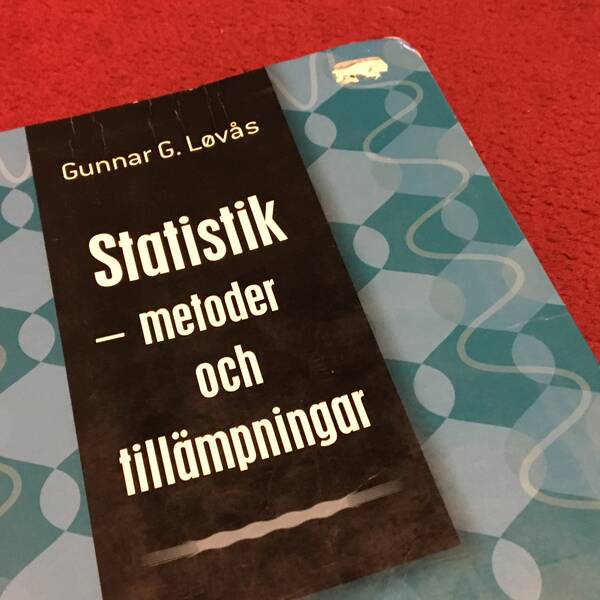 Gunnar G. Løvås
Statistik
– metoder
och
tillämpningar